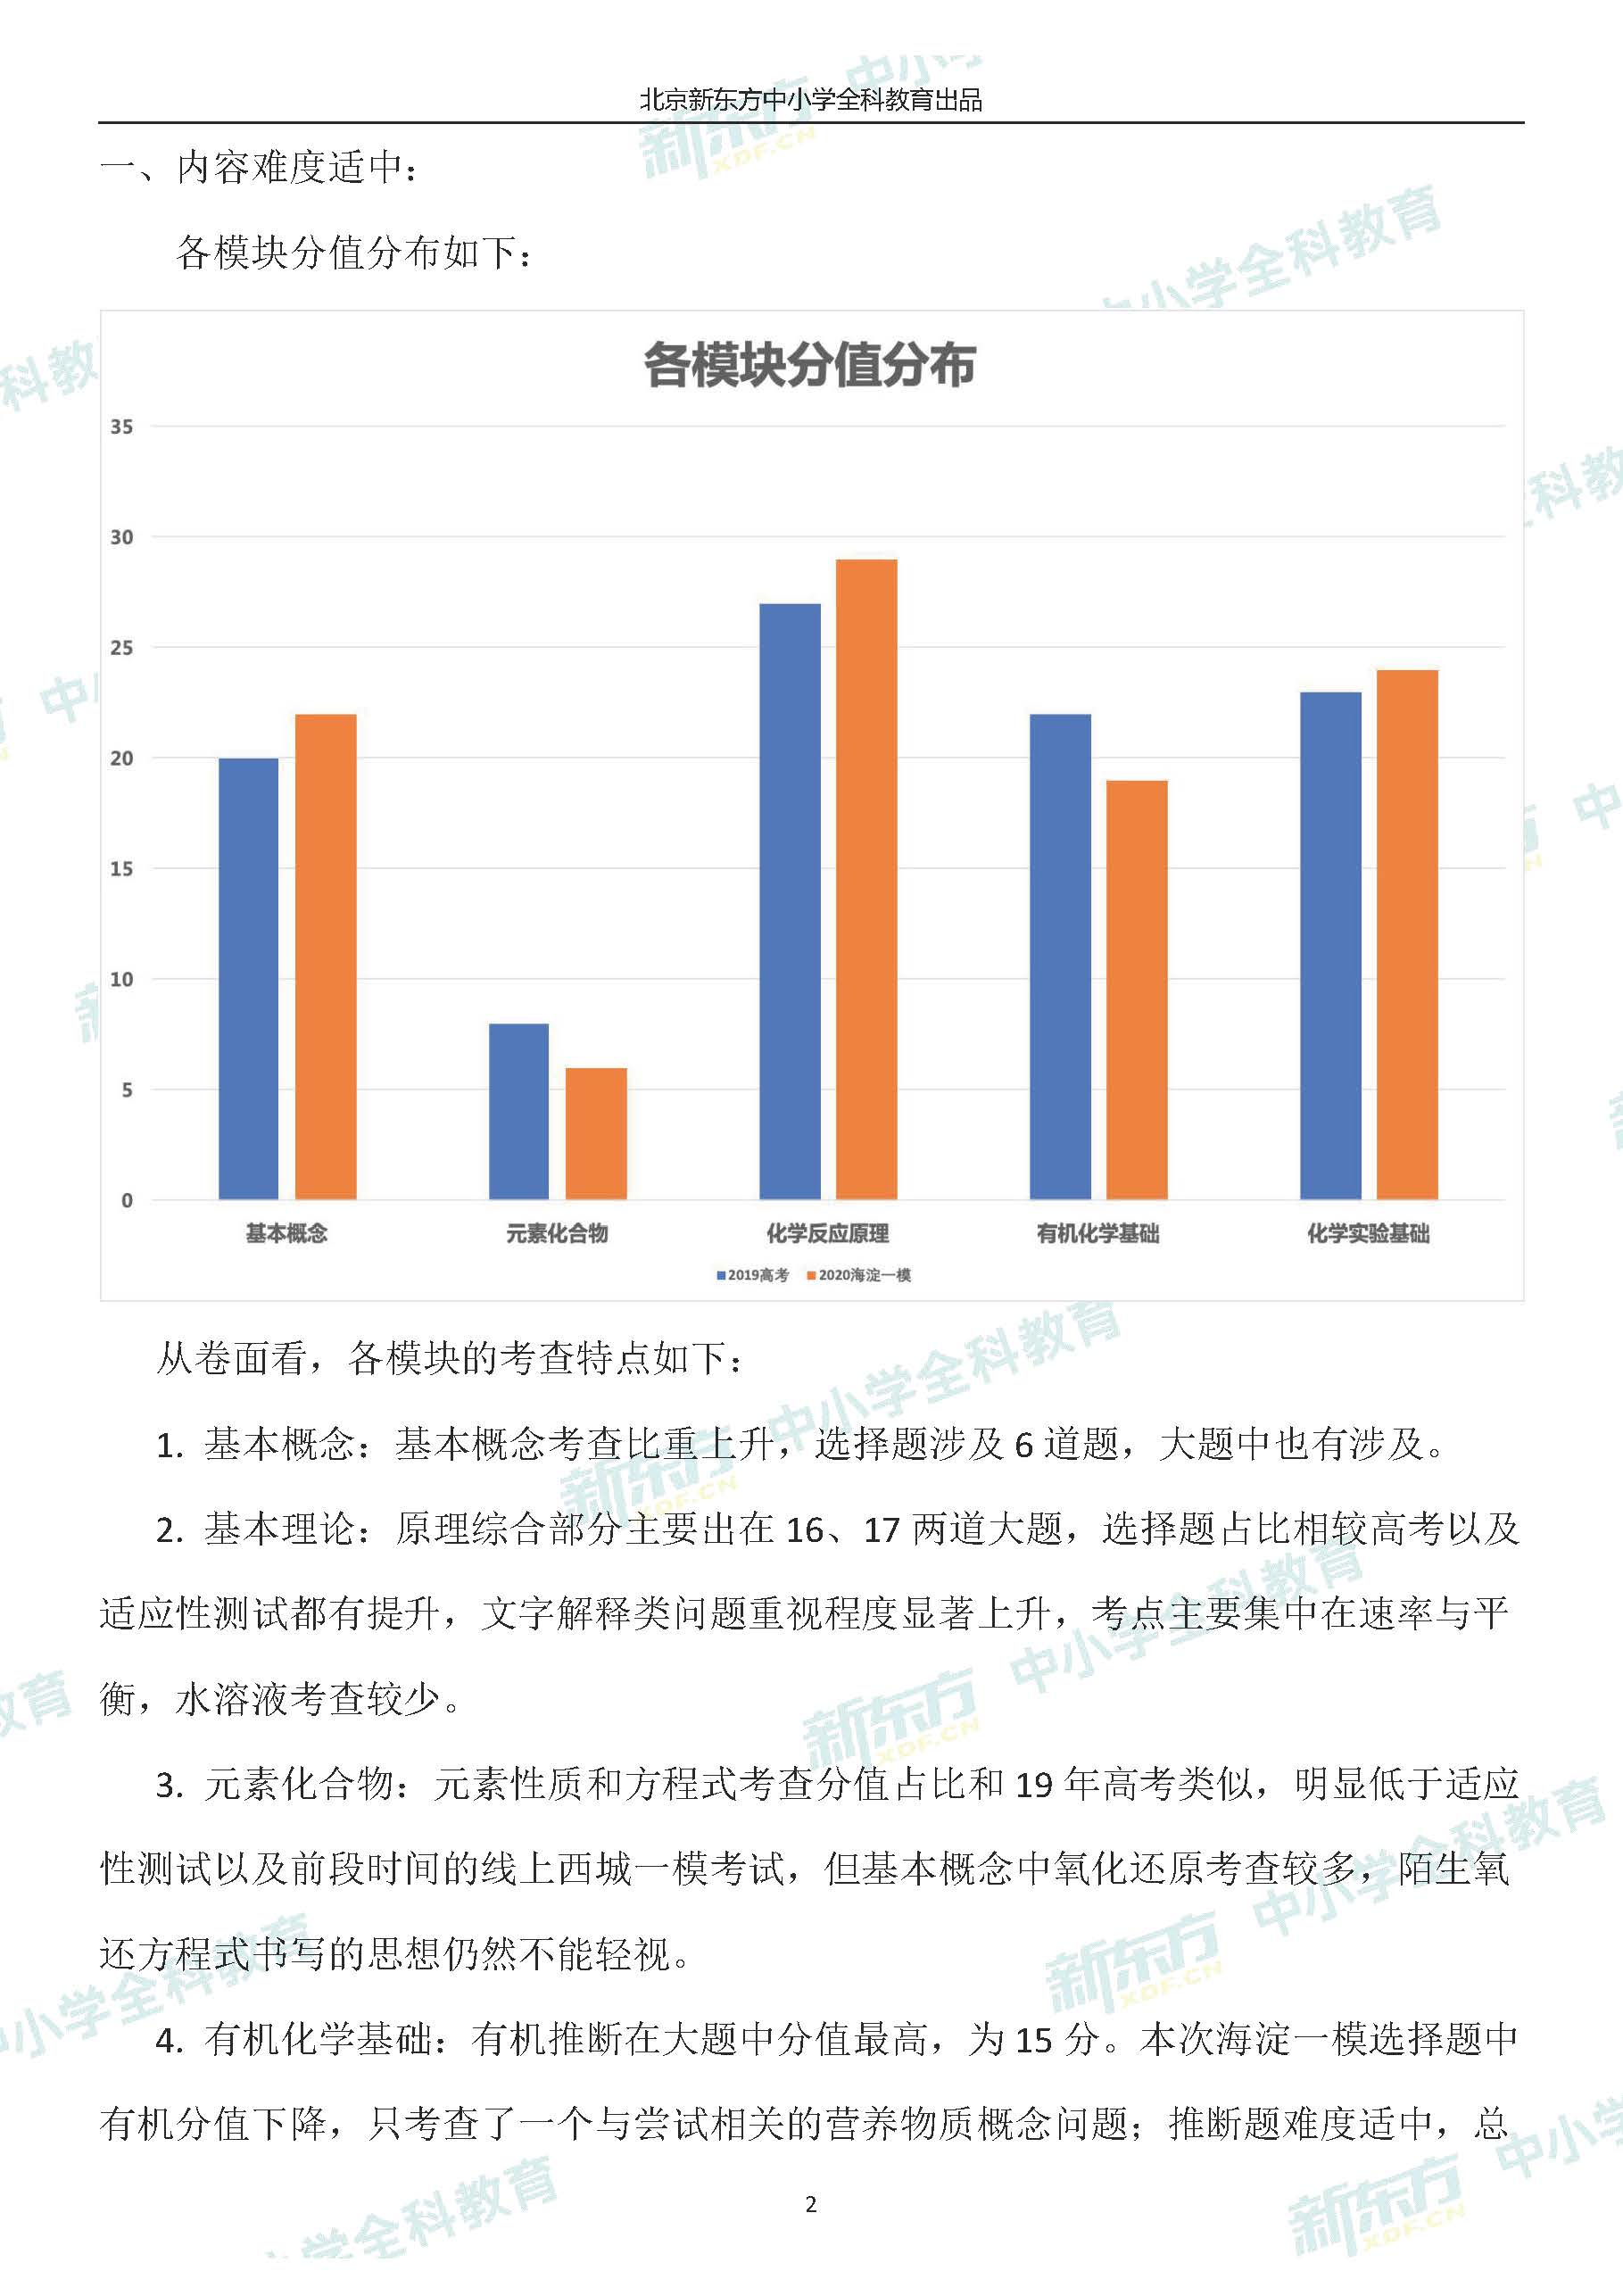 北京新东方中小学全科教育出品
一、内容难度适中：
各模块分值分布如下：
各模块分值分布
35
30
25
20
15
10
5
0
基本概念 元素化合物 化学反应原理 有机化学基础 化学实验基础
2019高考 2020海淀一模
从卷面看，各模块的考查特点如下：
1. 基本概念：基本概念考查比重上升，选择题涉及 6 道题，大题中也有涉及。
2. 基本理论：原理综合部分主要出在 16、17 两道大题，选择题占比相较高考以及
适应性测试都有提升，文字解释类问题重视程度显著上升，考点主要集中在速率与平
衡，水溶液考查较少。
3. 元素化合物：元素性质和方程式考查分值占比和 19 年高考类似，明显低于适应
性测试以及前段时间的线上西城一模考试，但基本概念中氧化还原考查较多，陌生氧
还方程式书写的思想仍然不能轻视。
4. 有机化学基础：有机推断在大题中分值最高，为 15 分。本次海淀一模选择题中
有机分值下降，只考查了一个与尝试相关的营养物质概念问题；推断题难度适中，总
2
新东方 XDF.CN 中小学全科教育